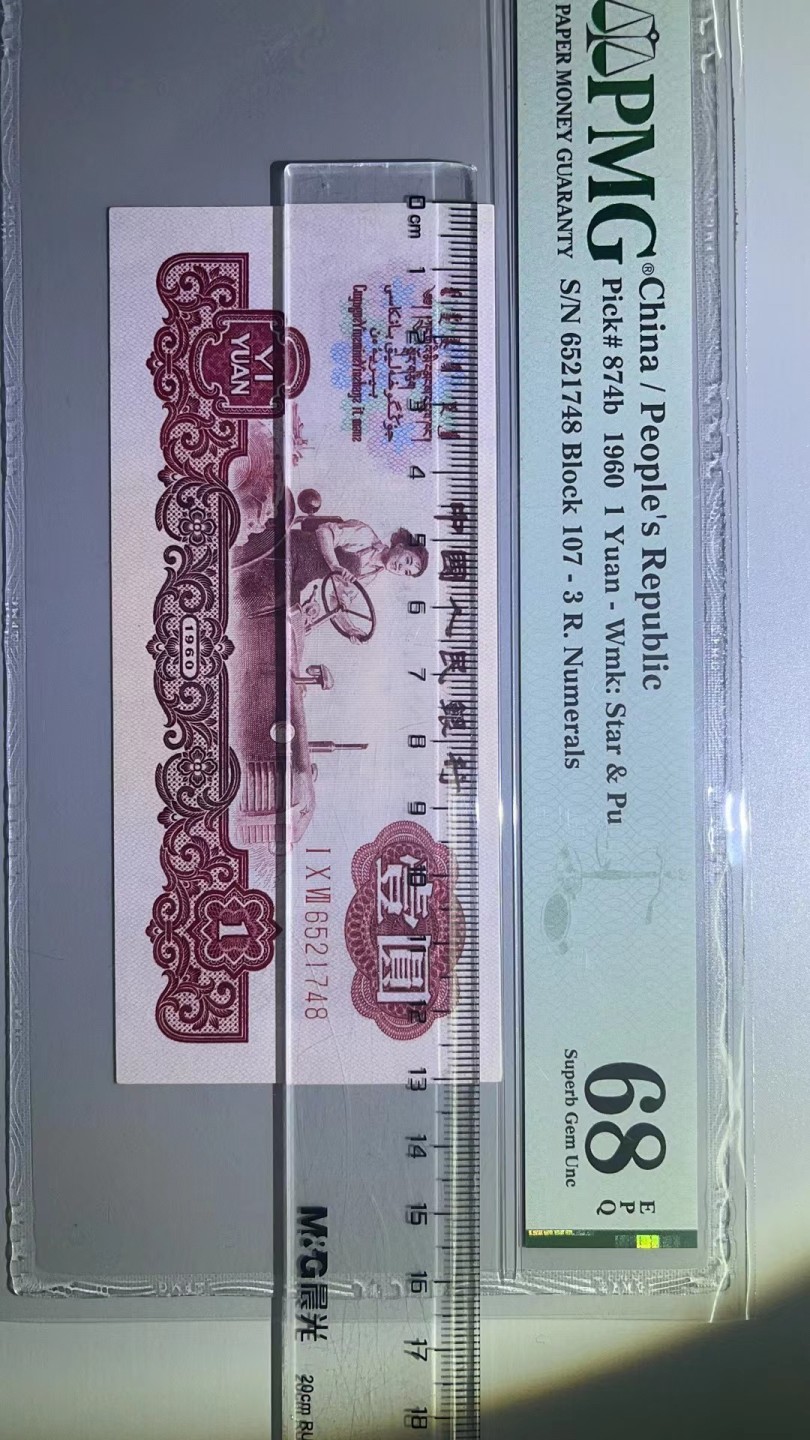 PMG®
PAPER MONEY GUARANTY
China / People's Republic
Pick# 874b 1960 1 Yuan - Wmk: Star & Pu
S/N 6521748 Block 107 - 3 R. Numerals
68
E
P
Q
Superb Gem Unc
中國人民銀行
YI
YUAN
壹圓
IXVII 6521748
1960
1
0 cm 1 2 3 4 5 6 7 8 9 10 11 12 13 14 15 16 17 18
M&G晨光